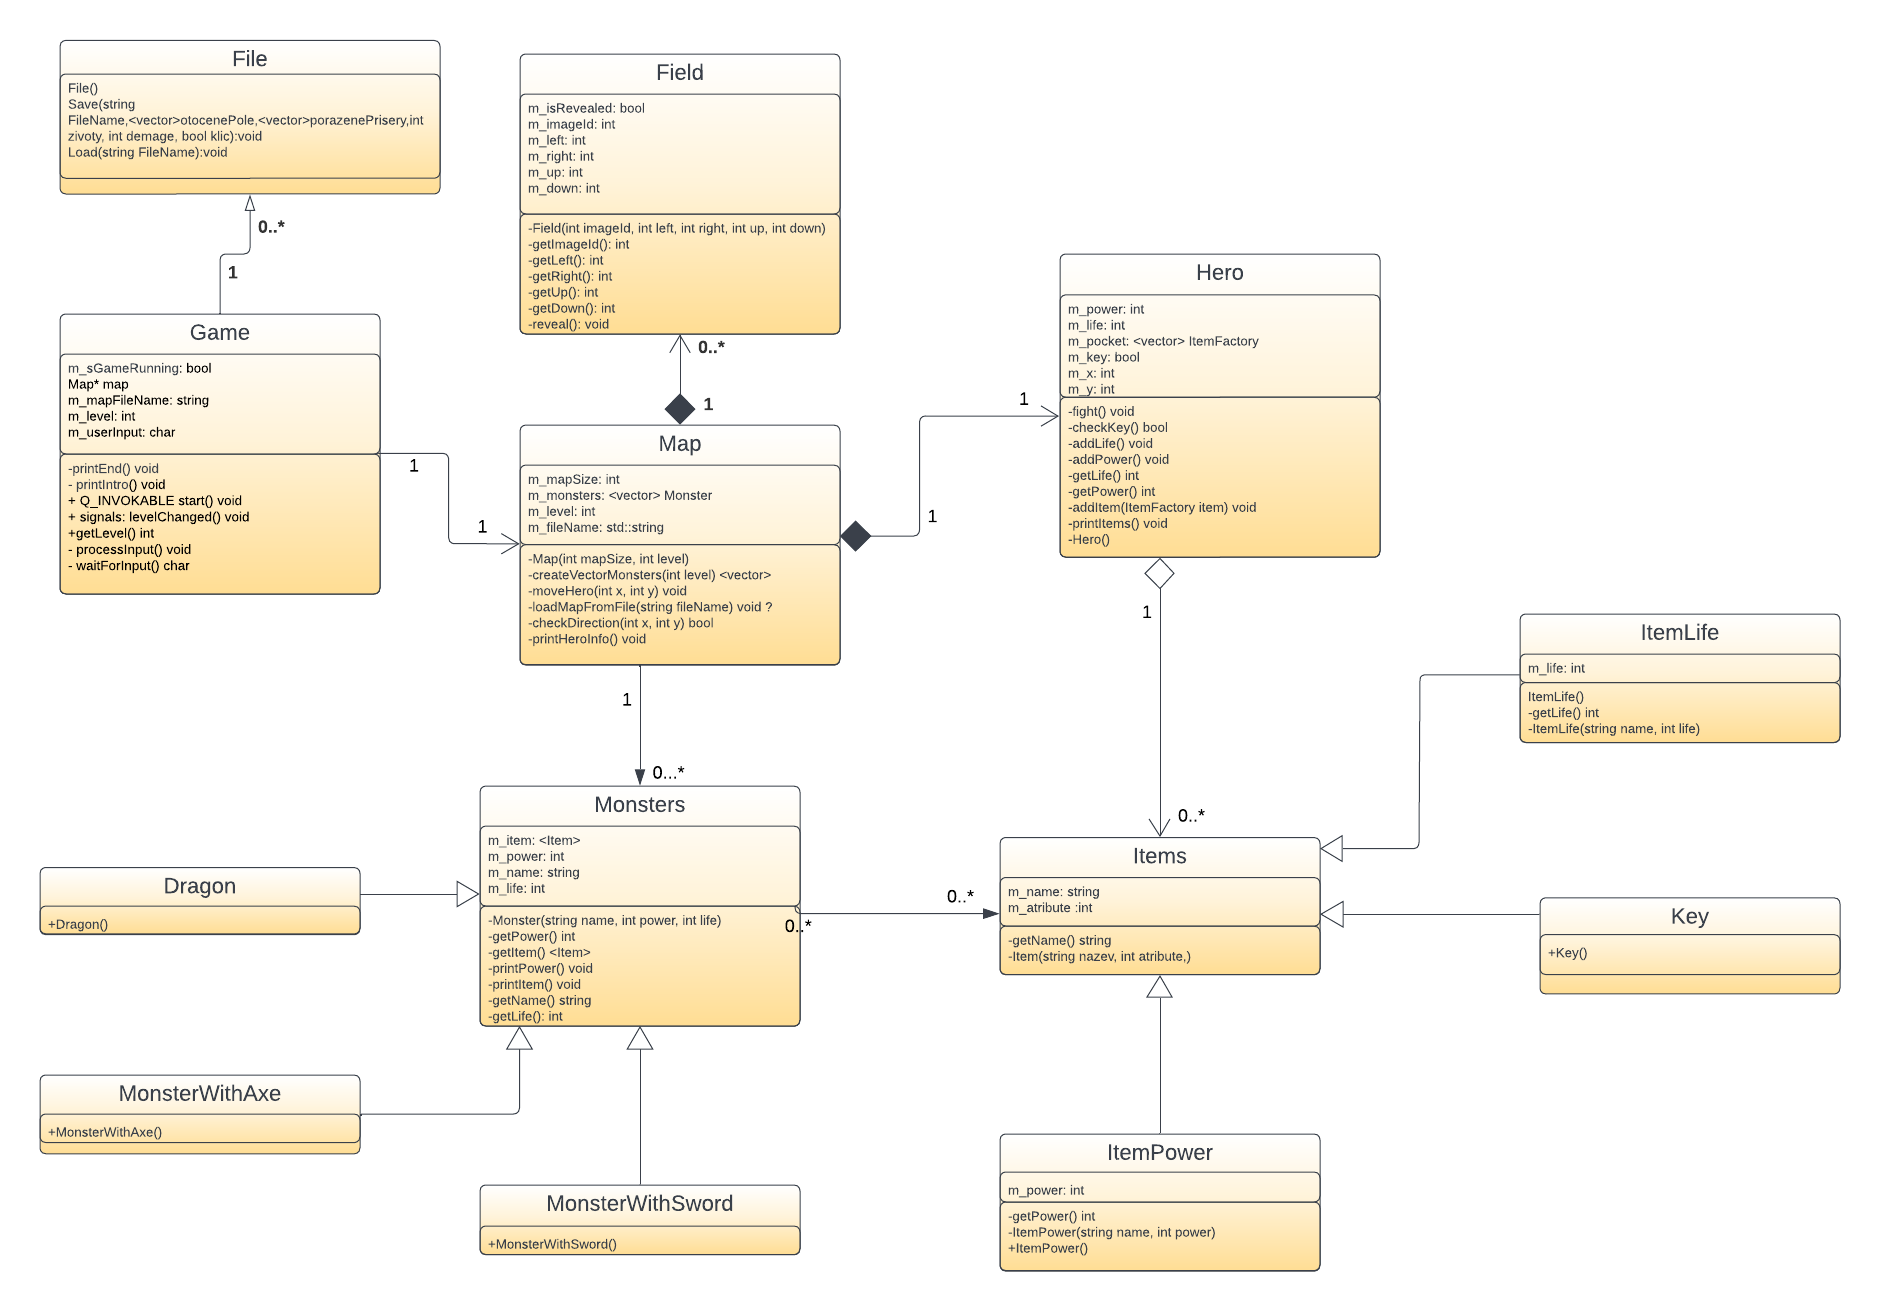 File
File()
Save(string
FileName,<vector>otocenePole,<vector>porazenePrisery,int
zivoty, int demage, bool klic):void
Load(string FileName):void
0..*
1
Game
m_sGameRunning: bool
Map* map
m_mapFileName: string
m_level: int
m_userInput: char
-printEnd() void
- printIntro() void
+ Q_INVOKABLE start() void
+ signals: levelChanged() void
+getLevel() int
- processInput() void
- waitForInput() char
1
1
Field
m_isRevealed: bool
m_imageId: int
m_left: int
m_right: int
m_up: int
m_down: int
-Field(int imageId, int left, int right, int up, int down)
-getImageId(): int
-getLeft(): int
-getRight(): int
-getUp(): int
-getDown(): int
-reveal(): void
0..*
1
Map
m_mapSize: int
m_monsters: <vector> Monster
m_level: int
m_fileName: std::string
-Map(int mapSize, int level)
-createVectorMonsters(int level) <vector>
-moveHero(int x, int y) void
-loadMapFromFile(string fileName) void ?
-checkDirection(int x, int y) bool
-printHeroInfo() void
1
1
Hero
m_power: int
m_life: int
m_pocket: <vector> ItemFactory
m_key: bool
m_x: int
m_y: int
-fight() void
-checkKey() bool
-addLife() void
-addPower() void
-getLife() int
-getPower() int
-addItem(ItemFactory item) void
-printItems() void
-Hero()
1
0..*
1
0...*
Monsters
m_item: <Item>
m_power: int
m_name: string
m_life: int
-Monster(string name, int power, int life)
-getPower() int
-getItem() <Item>
-printPower() void
-printItem() void
-getName() string
-getLife(): int
0..*
0..*
Items
m_name: string
m_atribute :int
-getName() string
-Item(string nazev, int atribute,)
ItemLife
m_life: int
ItemLife()
-getLife() int
-ItemLife(string name, int life)
Key
+Key()
Dragon
+Dragon()
MonsterWithAxe
+MonsterWithAxe()
MonsterWithSword
+MonsterWithSword()
ItemPower
m_power: int
-getPower() int
-ItemPower(string name, int power)
+ItemPower()